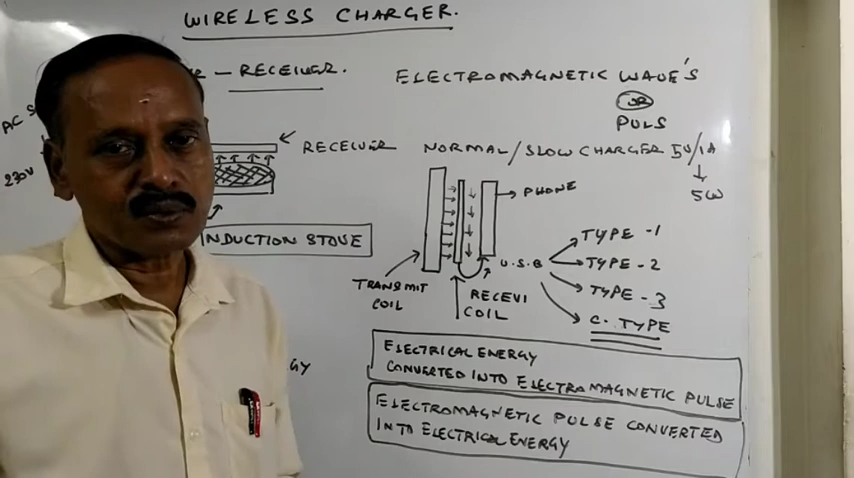 WIRELESS CHARGER.
R - RECEIVER.
ELECTROMAGNETIC WAVE'S
OR
PULS
AC S
230V
RECEIVER
INDUCTION STOVE
NORMAL/SLOW CHARGER 5V/1A
5W
PHONE
U.S.B
TYPE-1
TYPE-2
TYPE-3
C. TYPE
TRANSMIT
COIL
RECEVI
COIL
GY
ELECTRICAL ENERGY
CONVERTED INTO ELECTROMAGNETIC PULSE
ELECTROMAGNETIC PULSE CONVERTED
INTO ELECTRICAL ENERGY